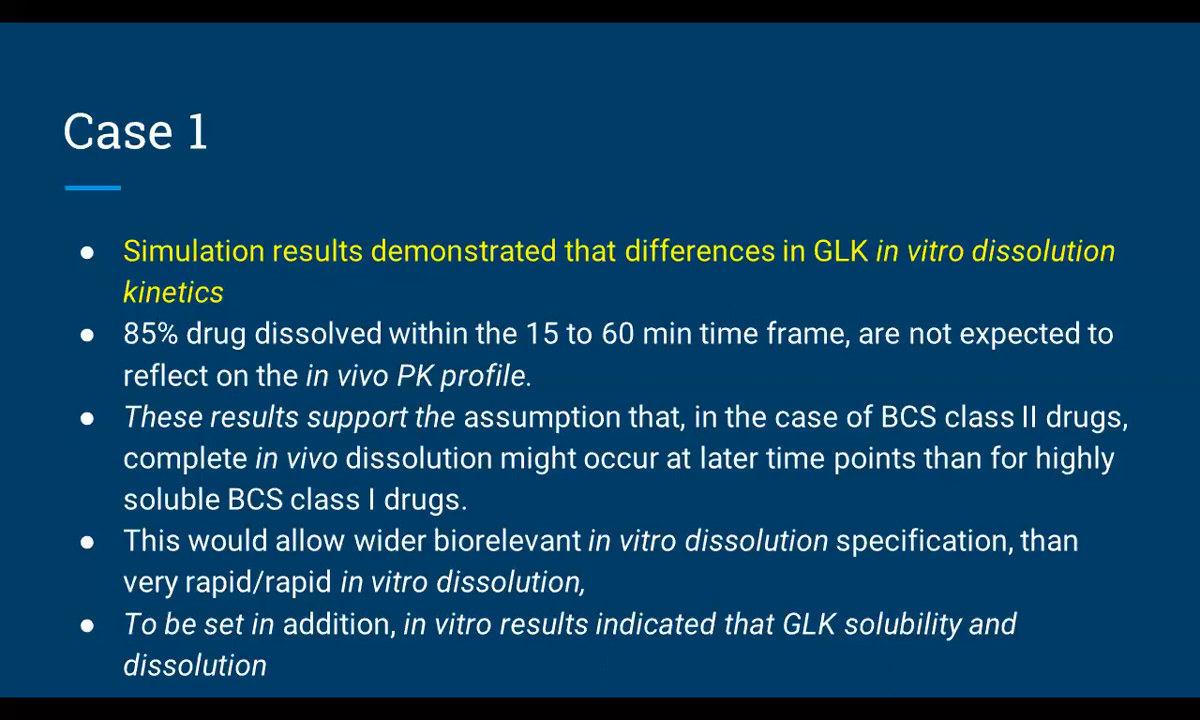 Case 1
● Simulation results demonstrated that differences in GLK in vitro dissolution
kinetics
● 85% drug dissolved within the 15 to 60 min time frame, are not expected to
reflect on the in vivo PK profile.
● These results support the assumption that, in the case of BCS class II drugs,
complete in vivo dissolution might occur at later time points than for highly
soluble BCS class I drugs.
● This would allow wider biorelevant in vitro dissolution specification, than
very rapid/rapid in vitro dissolution,
● To be set in addition, in vitro results indicated that GLK solubility and
dissolution